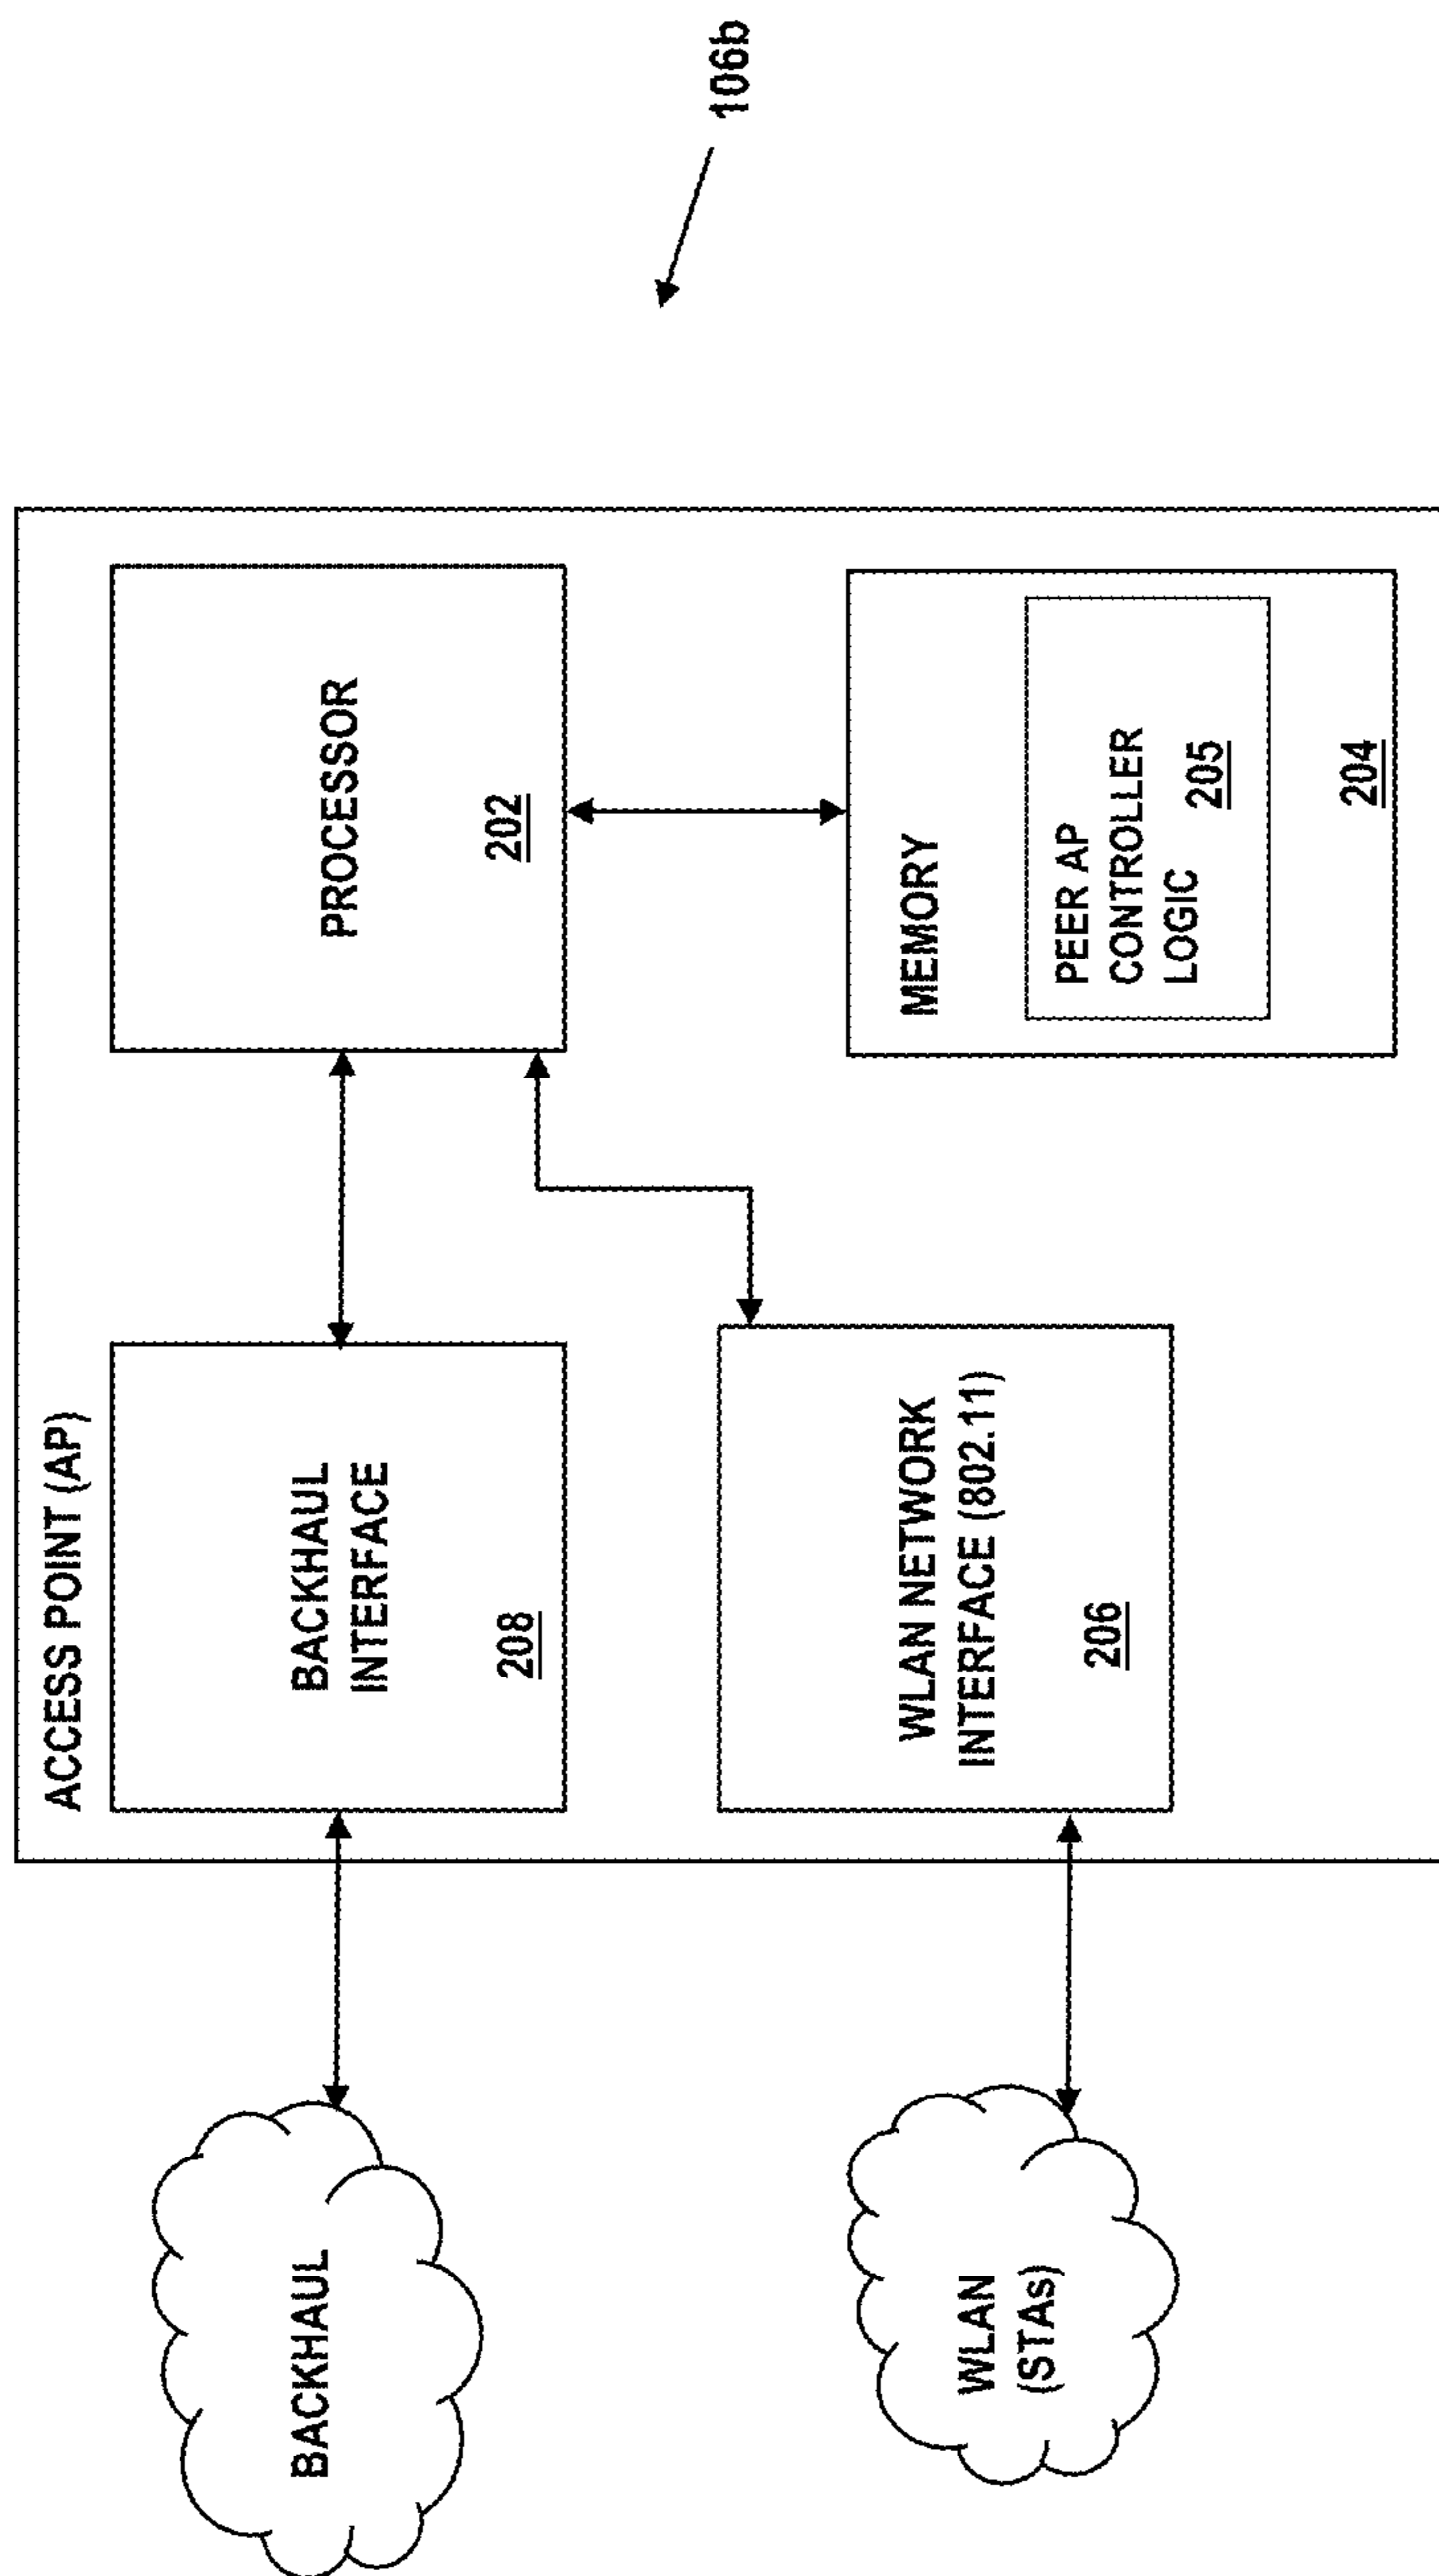 106b
ACCESS POINT (AP)
BACKHAUL
BACKHAUL
INTERFACE
208
PROCESSOR
202
WLAN
(STAs)
WLAN NETWORK
INTERFACE (802.11)
206
MEMORY
PEER AP
CONTROLLER
LOGIC
205
204